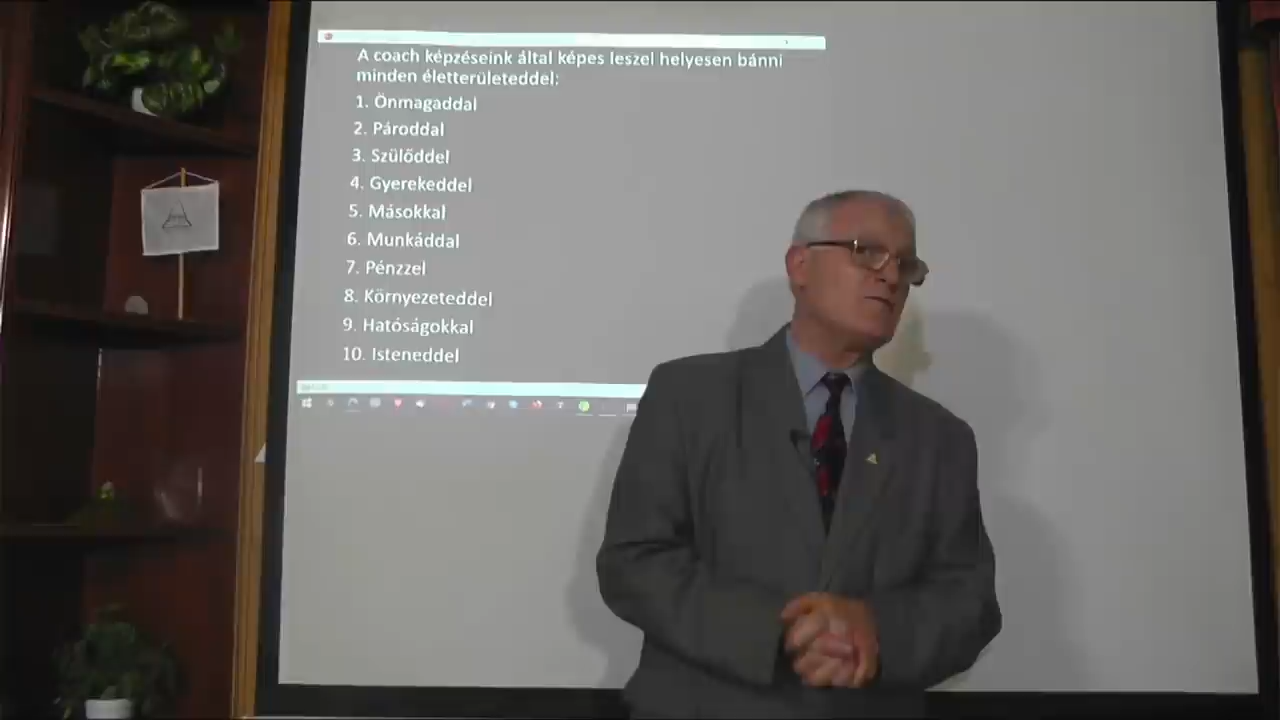 A coach képzéseink által képes leszel helyesen bánni
minden életterületeddel:
1. Önmagaddal
2. Pároddal
3. Szülőddel
4. Gyerekeddel
5. Másokkal
6. Munkáddal
7. Pénzzel
8. Környezeteddel
9. Hatóságokkal
10. Isteneddel